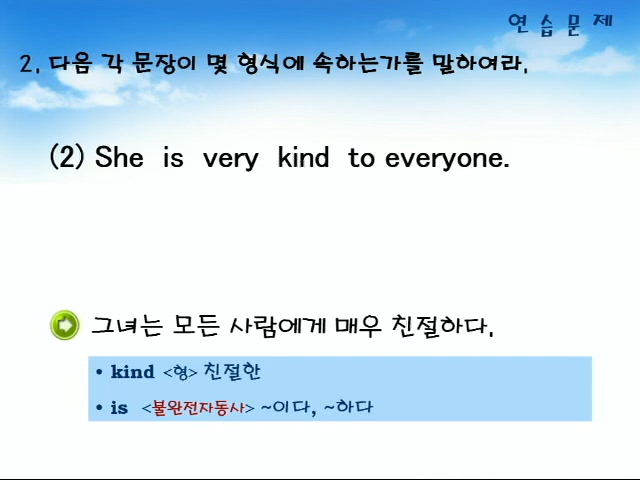 연 습 문 제
2. 다음 각 문장이 몇 형식에 속하는가를 말하여라.
(2) She is very kind to everyone.
그녀는 모든 사람에게 매우 친절하다.
• kind <형> 친절한
• is <불완전자동사> ~이다, ~하다